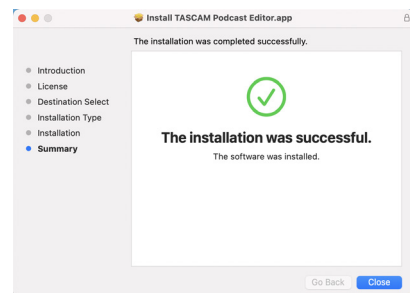 Install TASCAM Podcast Editor.app
The installation was completed successfully.
Introduction
License
Destination Select
Installation Type
Installation
Summary
The installation was successful.
The software was installed.
Go Back
Close